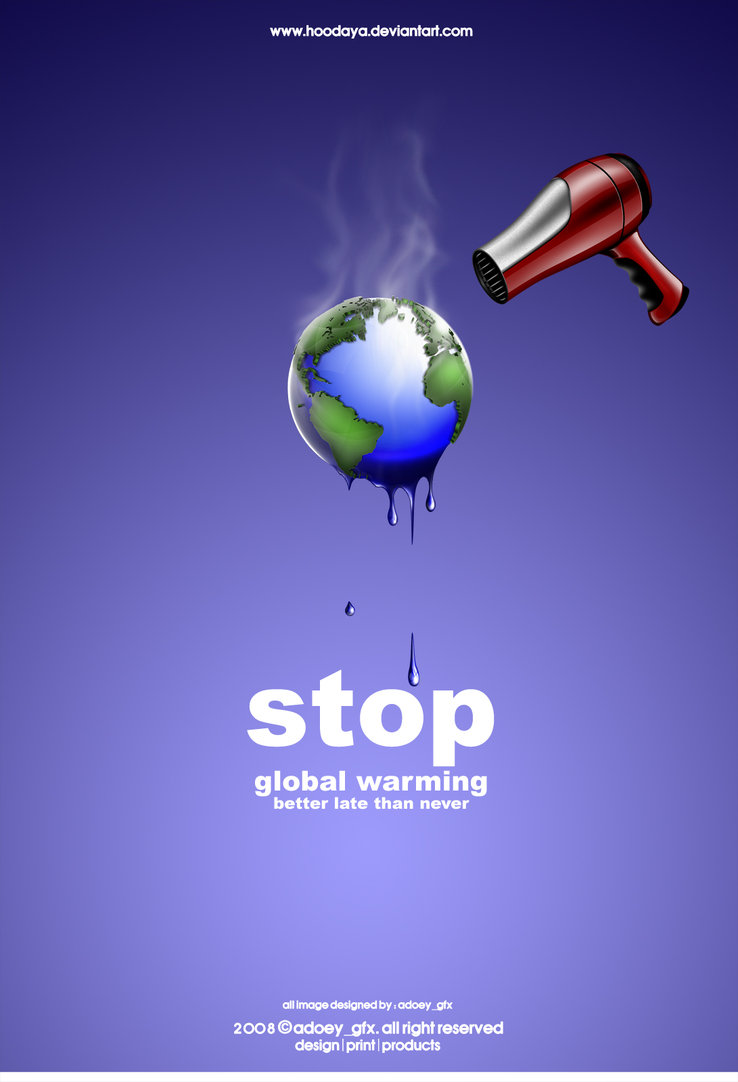 www.hoodaya.deviantart.com
stop
global warming
better late than never
all image designed by : adoey_gfx
2008 ©adoey_gfx. all right reserved
design|print|products